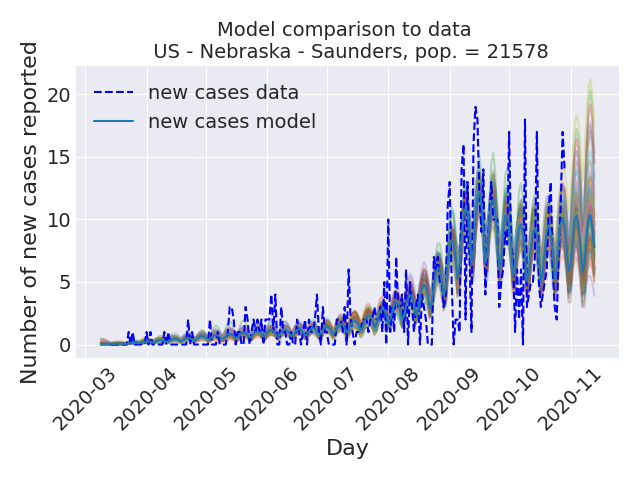 Model comparison to data
US - Nebraska - Saunders, pop. = 21578
Number of new cases reported
20
15
10
5
0
new cases data
new cases model
2020-03
2020-04
2020-05
2020-06
2020-07
2020-08
2020-09
2020-10
2020-11
Day